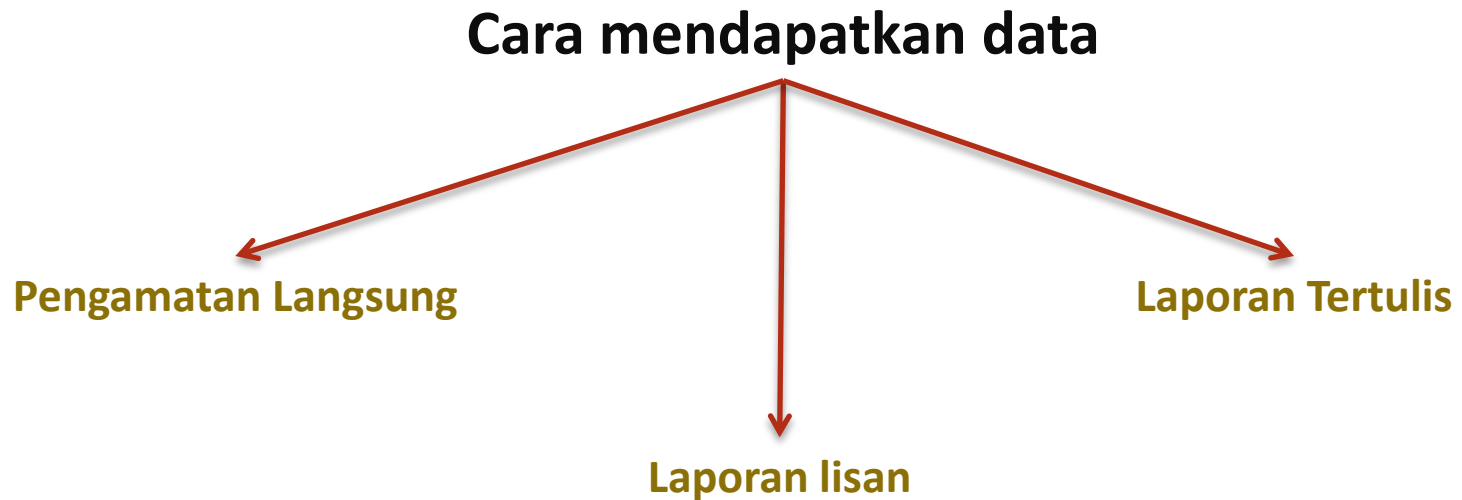 Cara mendapatkan data
Pengamatan Langsung
Laporan Tertulis
Laporan lisan